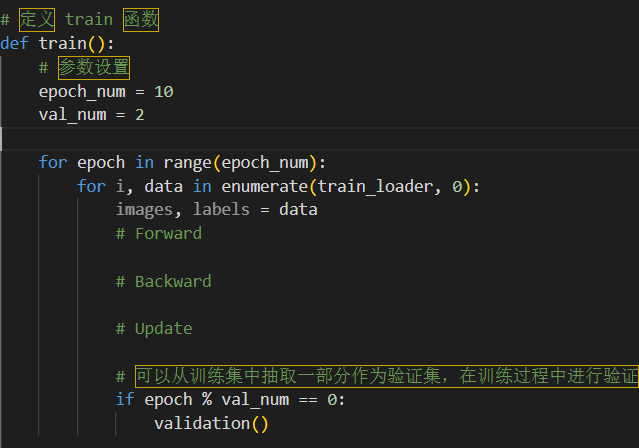 # 定义 train 函数
def train():
    # 参数设置
    epoch_num = 10
    val_num = 2
    for epoch in range(epoch_num):
        for i, data in enumerate(train_loader, 0):
            images, labels = data
            # Forward
            # Backward
            # Update
            # 可以从训练集中抽取一部分作为验证集，在训练过程中进行验证
            if epoch % val_num == 0:
                validation()